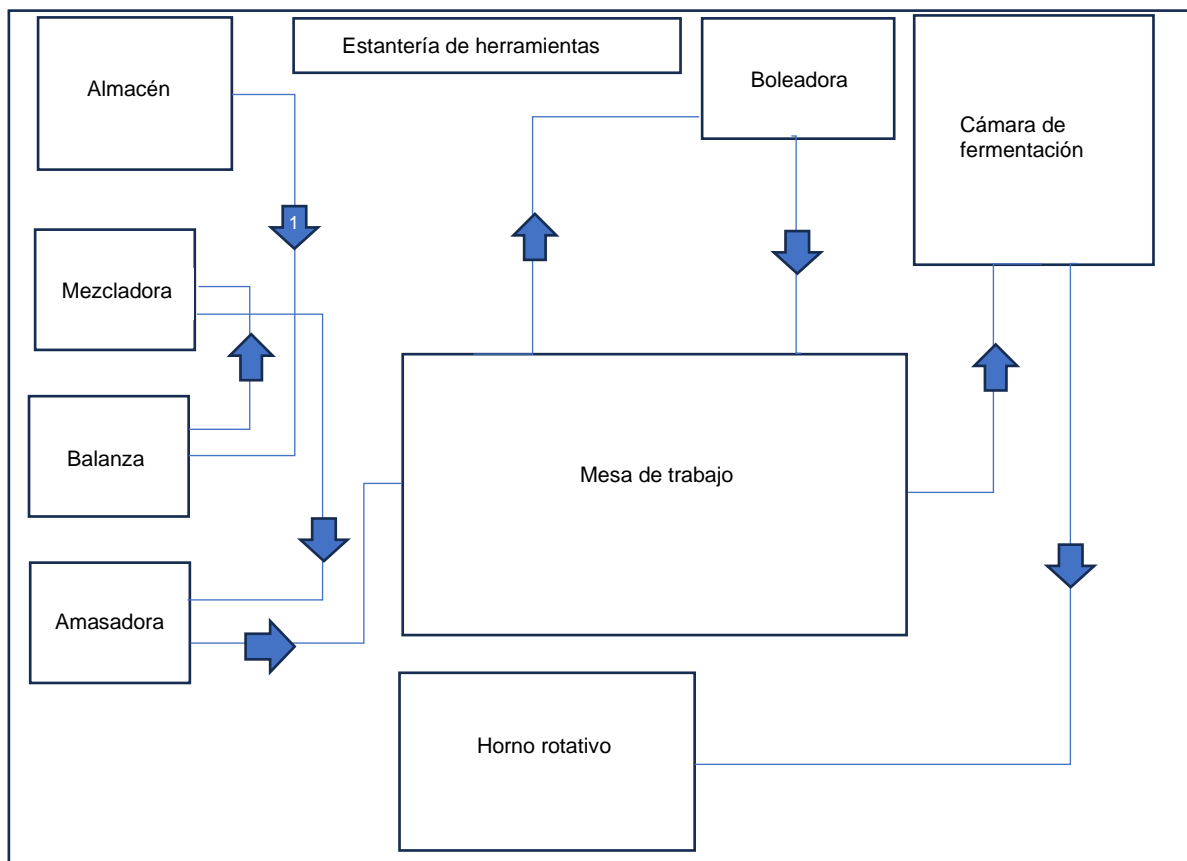 Estantería de herramientas
Almacén
Boleadora
Cámara de
fermentación
1
Mezcladora
Balanza
Mesa de trabajo
Amasadora
Horno rotativo